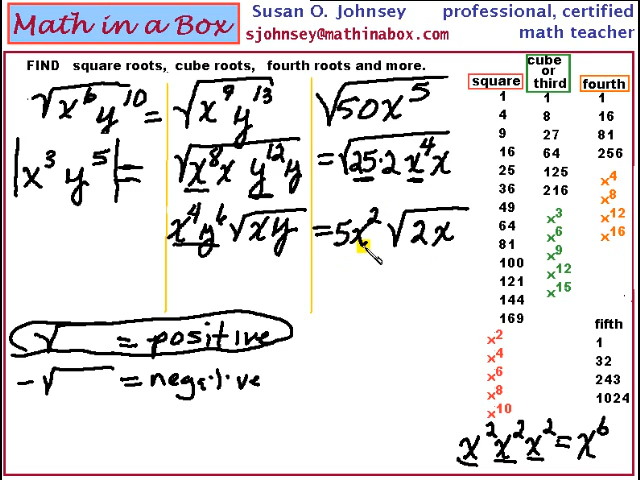 Math in a Box
Susan O. Johnsey professional, certified
sjohnsey@mathinabox.com math teacher
FIND square roots, cube roots, fourth roots and more.
√x⁶y¹⁰ =
|x³ y⁵| =
√x⁹y¹³
√x⁸x y¹²y
x⁴y⁶ √xy
√50x⁵
= √25·2 x⁴x
= 5x² √2x
√ = positive
-√ = negative
square
1
4
9
16
25
36
49
64
81
100
121
144
169
x²
x⁴
x⁶
x⁸
x¹⁰
cube
or
third
1
8
27
64
125
216
x³
x⁶
x⁹
x¹²
x¹⁵
fourth
1
16
81
256
x⁴
x⁸
x¹²
x¹⁶
fifth
1
32
243
1024
x²x²x² = x⁶